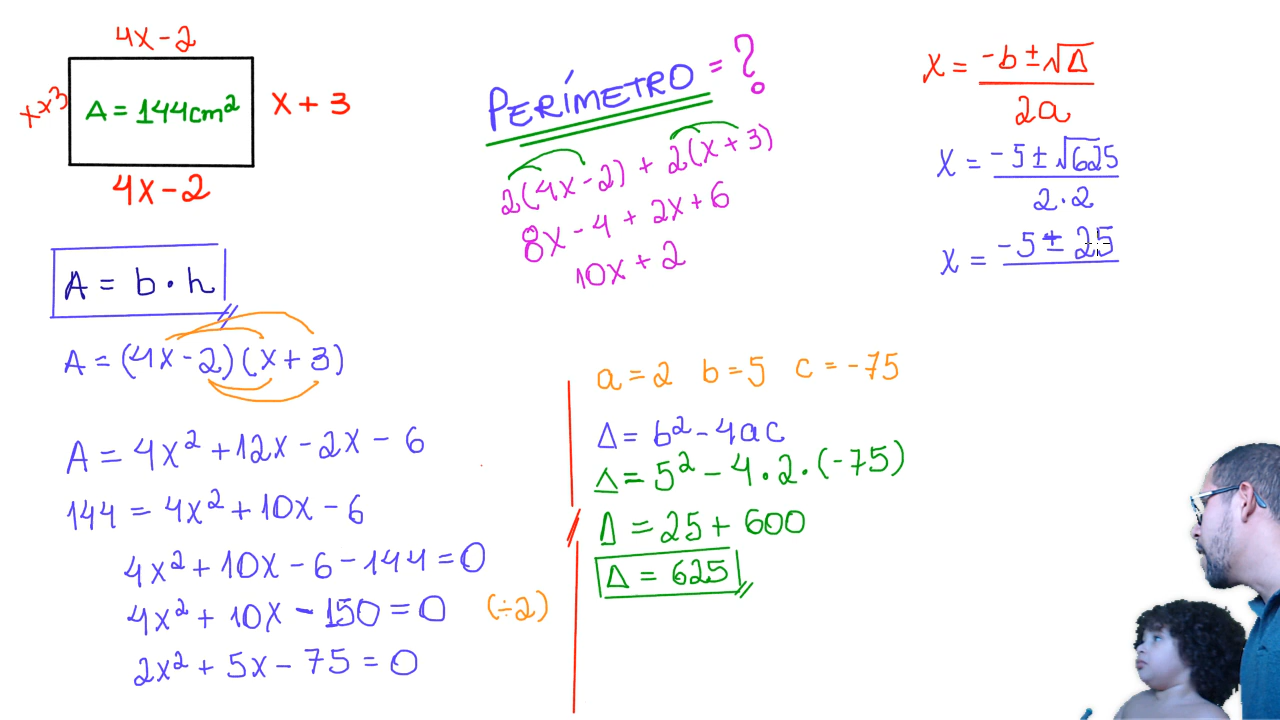 4x - 2
x x 3
A = 144cm²
x + 3
4x - 2
A = b · h
A = (4x - 2)(x + 3)
A = 4x² + 12x - 2x - 6
144 = 4x² + 10x - 6
4x² + 10x - 6 - 144 = 0
4x² + 10x - 150 = 0 (÷2)
2x² + 5x - 75 = 0
PERÍMETRO = ?
2(4x - 2) + 2(x + 3)
8x - 4 + 2x + 6
10x + 2
a = 2 b = 5 c = -75
Δ = b² - 4ac
Δ = 5² - 4 · 2 · (-75)
Δ = 25 + 600
Δ = 625
x = -b ± √Δ
2a
x = -5 ± √625
2 · 2
x = -5 ± 25